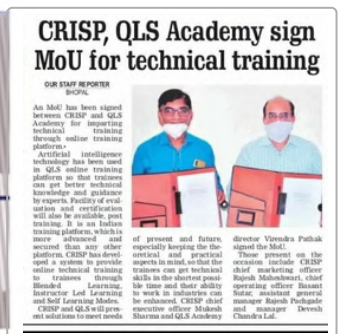 CRISP, QLS Academy sign
MoU for technical training
OUR STAFF REPORTER
BHOPAL
An MoU has been signed
between CRISP and QLS
Academy for imparting
technical training
through online training
platform.
Artificial intelligence
technology has been used
in QLS online training
platform so that trainees
can get better technical
knowledge and guidance
by experts. Facility of eval-
uation and certification
will also be available, post
training. It is an Indian
training platform, which is
more advanced and
secured than any other
platform. CRISP has devel-
oped a system to provide
online technical training
to trainees through
Blended Learning,
Instructor Led Learning
and Self Learning Modes.
CRISP and QLS will pres-
ent solutions to meet needs
of present and future,
especially keeping the the-
oretical and practical
aspects in mind, so that the
trainees can get technical
skills in the shortest possi-
ble time and their ability
to work in industries can
be enhanced. CRISP chief
executive officer Mukesh
Sharma and QLS Academy
director Virendra Pathak
signed the MoU.
Those present on the
occasion include CRISP
chief marketing officer
Rajesh Maheshwari, chief
operating officer Basant
Sutar, assistant general
manager Rajesh Pachgade
and manager Devesh
Chandra Lal.